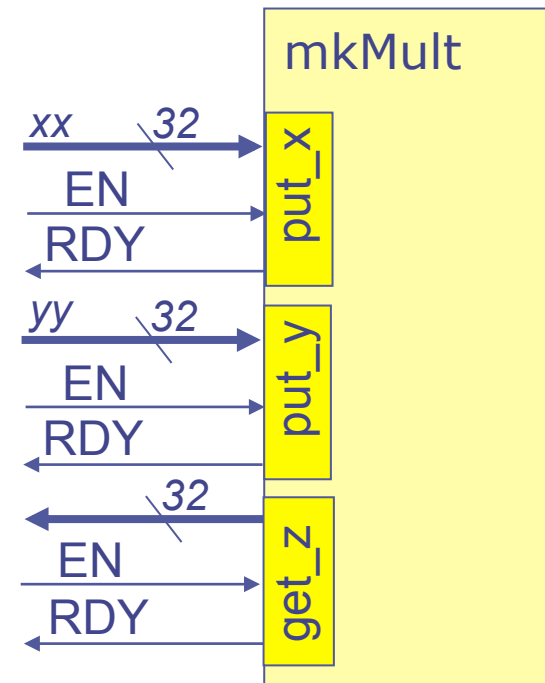 mkMult
xx 32
EN
RDY
put_x
yy 32
EN
RDY
put_y
32
EN
RDY
get_z